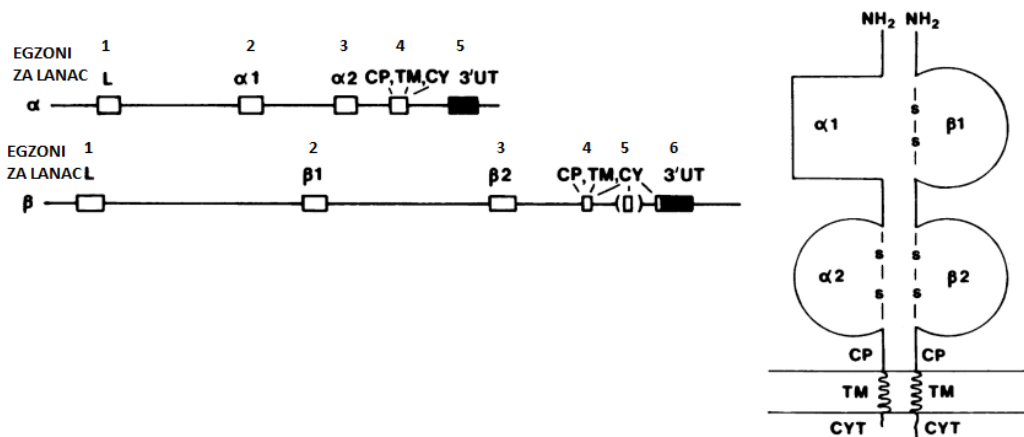 EGZONI 1 2 3 4 5
ZA LANAC L α1 α2 CP,TM,CY 3'UT
α
EGZONI 1 2 3 4 5 6
ZA LANAC L β1 β2 CP,TM,CY 3'UT
β ( )
NH2 NH2
α1 s s β1
α2 s s s s β2
CP CP
TM TM
CYT CYT